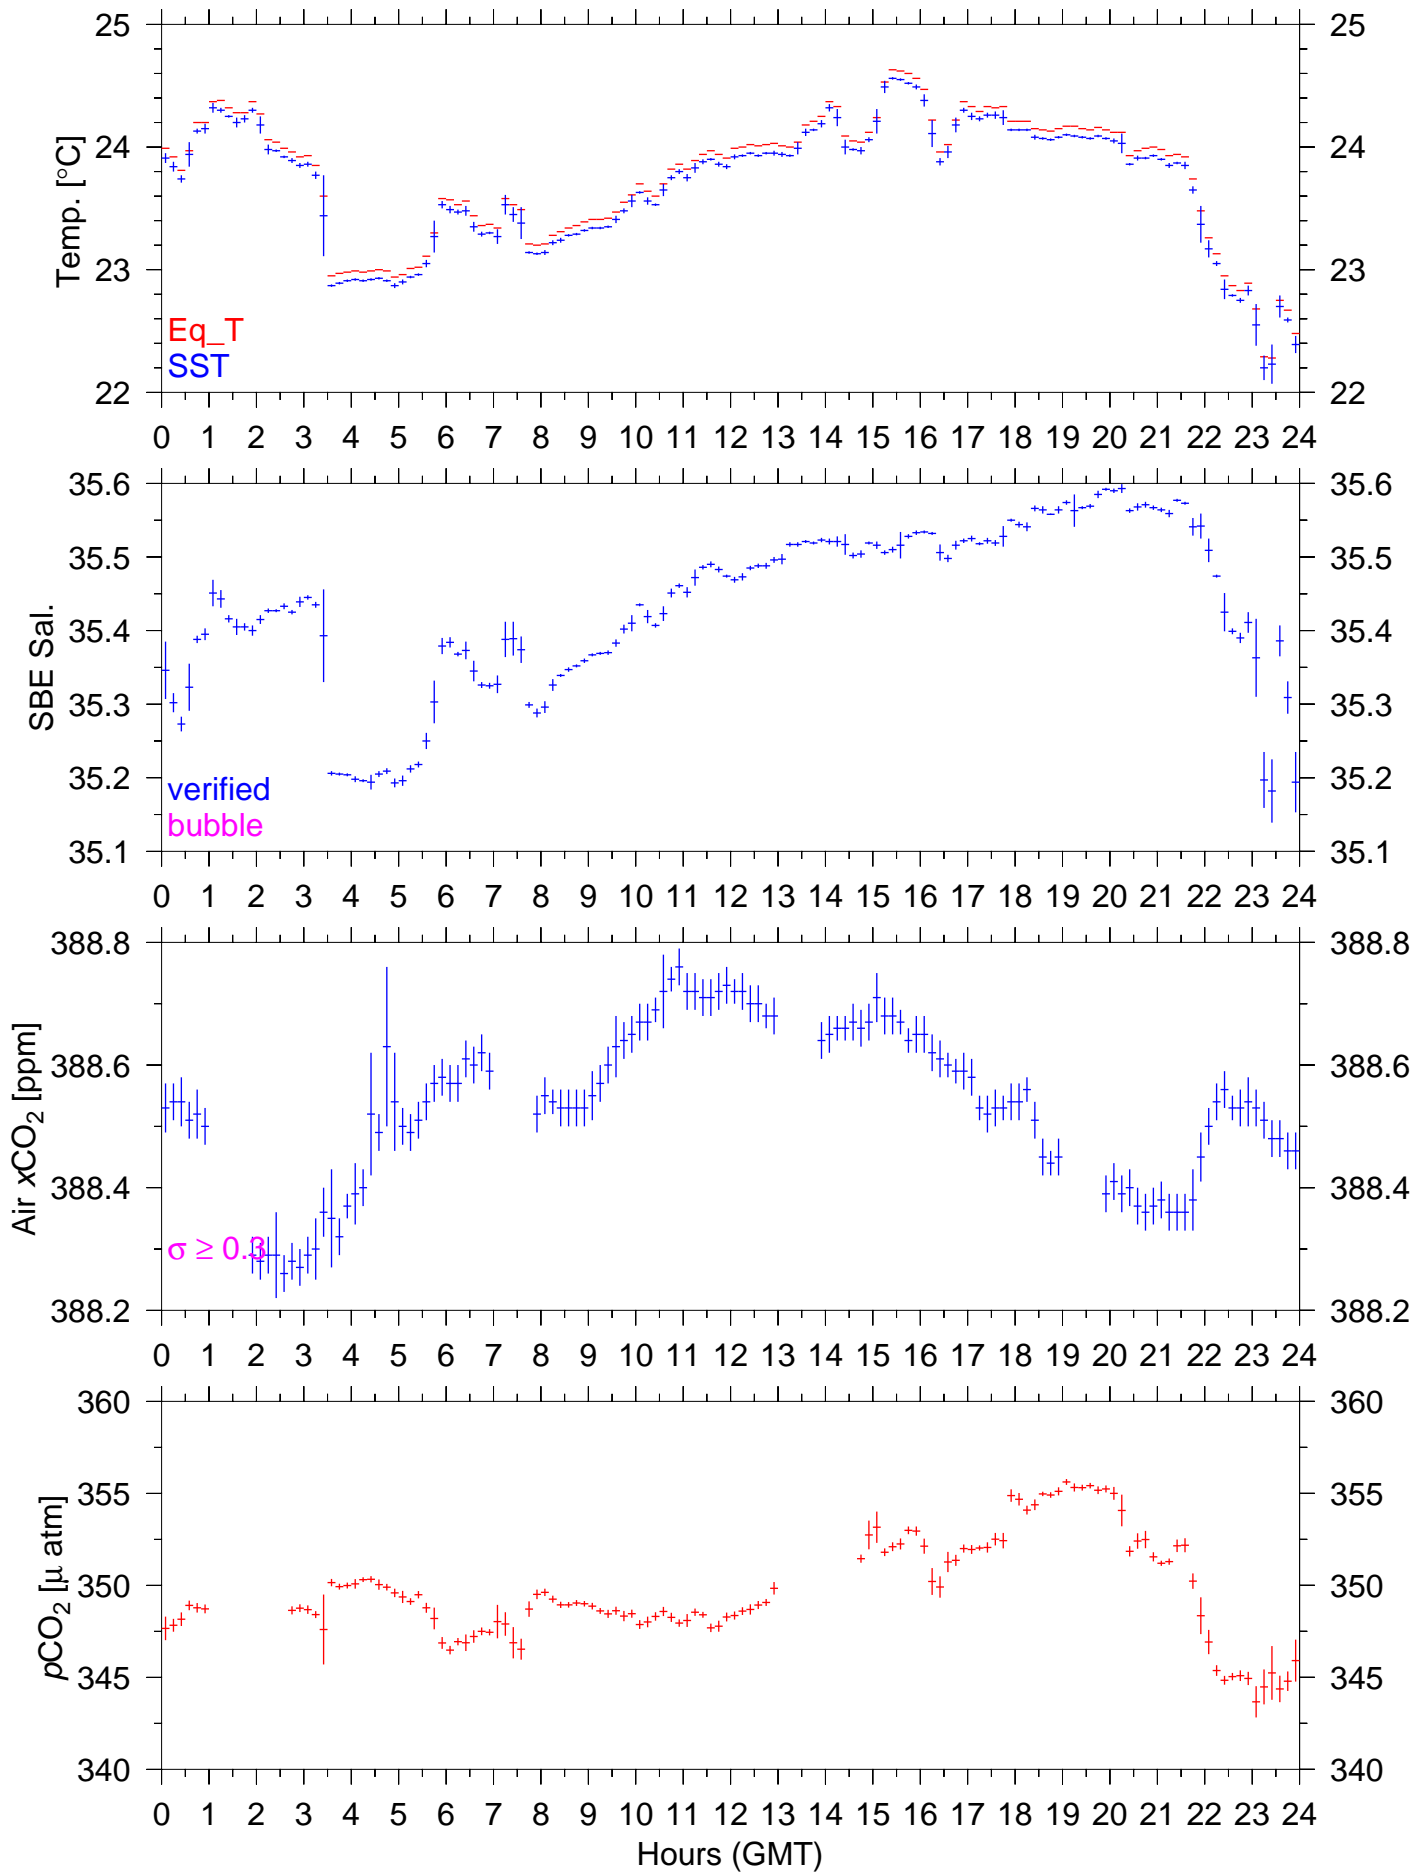 25 25
24 24
23 23
22 22
Temp. [°C]
Eq_T
SST
0 1 2 3 4 5 6 7 8 9 10 11 12 13 14 15 16 17 18 19 20 21 22 23 24
35.6 35.6
35.5 35.5
35.4 35.4
35.3 35.3
35.2 35.2
35.1 35.1
SBE Sal.
verified
bubble
0 1 2 3 4 5 6 7 8 9 10 11 12 13 14 15 16 17 18 19 20 21 22 23 24
388.8 388.8
388.6 388.6
388.4 388.4
388.2 388.2
Air xCO₂ [ppm]
σ ≥ 0.3
0 1 2 3 4 5 6 7 8 9 10 11 12 13 14 15 16 17 18 19 20 21 22 23 24
360 360
355 355
350 350
345 345
340 340
pCO₂ [μ atm]
0 1 2 3 4 5 6 7 8 9 10 11 12 13 14 15 16 17 18 19 20 21 22 23 24
Hours (GMT)